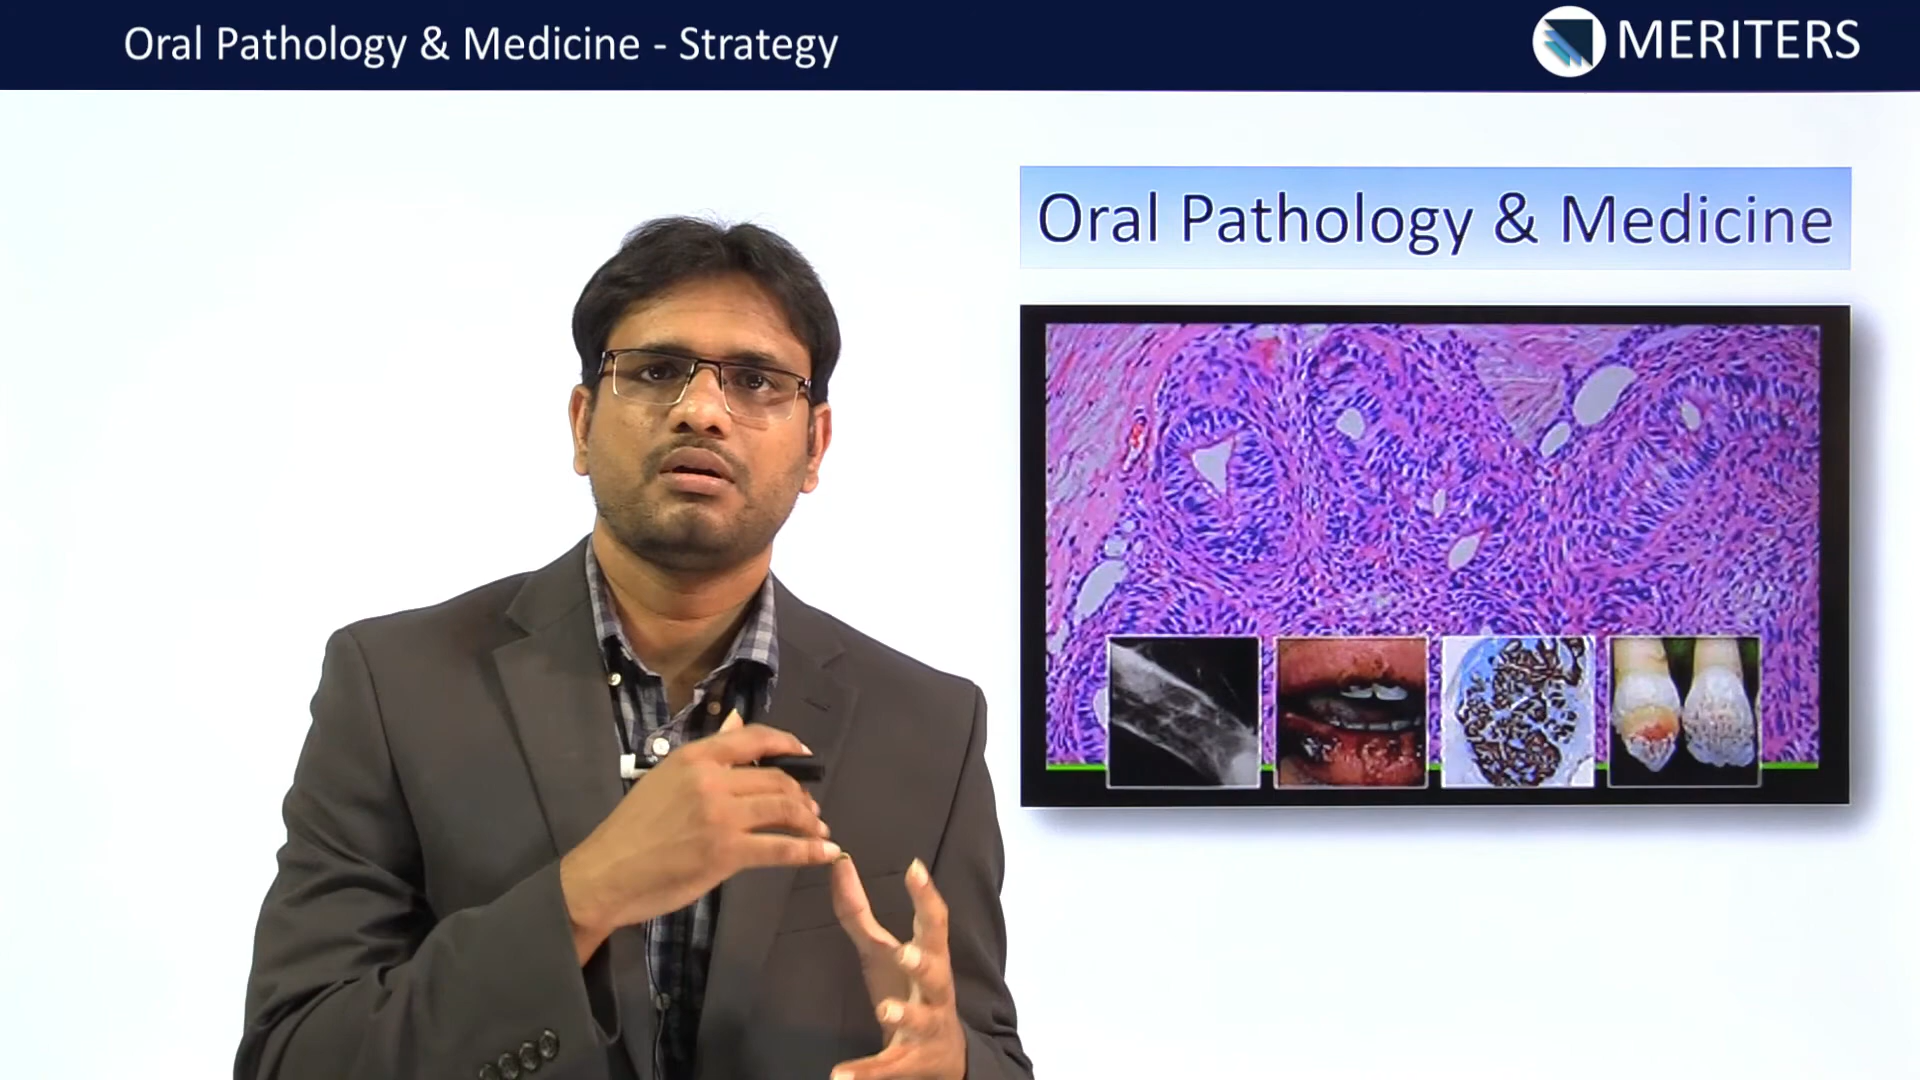 Oral Pathology & Medicine - Strategy
MERITERS
Oral Pathology & Medicine